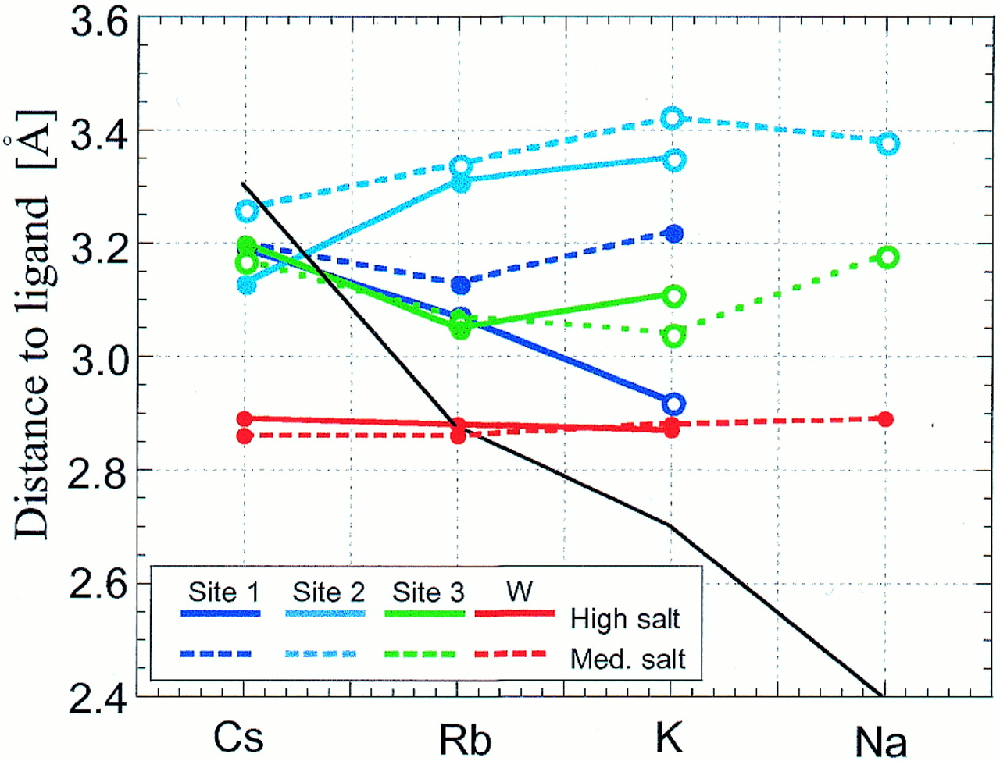 Distance to ligand [Å]
3.6
3.4
3.2
3.0
2.8
2.6
2.4
Site 1 Site 2 Site 3 W
High salt
Med. salt
Cs Rb K Na